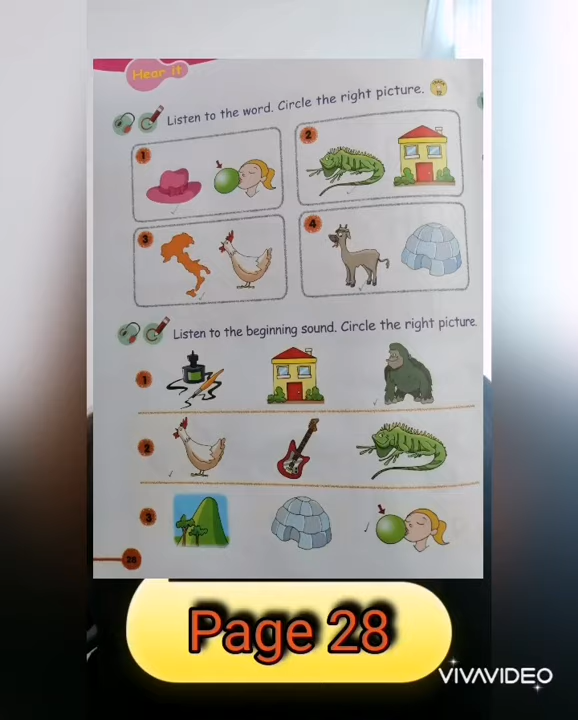 Hear it
Listen to the word. Circle the right picture.
1
2
3
4
Listen to the beginning sound. Circle the right picture.
1
2
3
28
Page 28
VIVAVIDEO